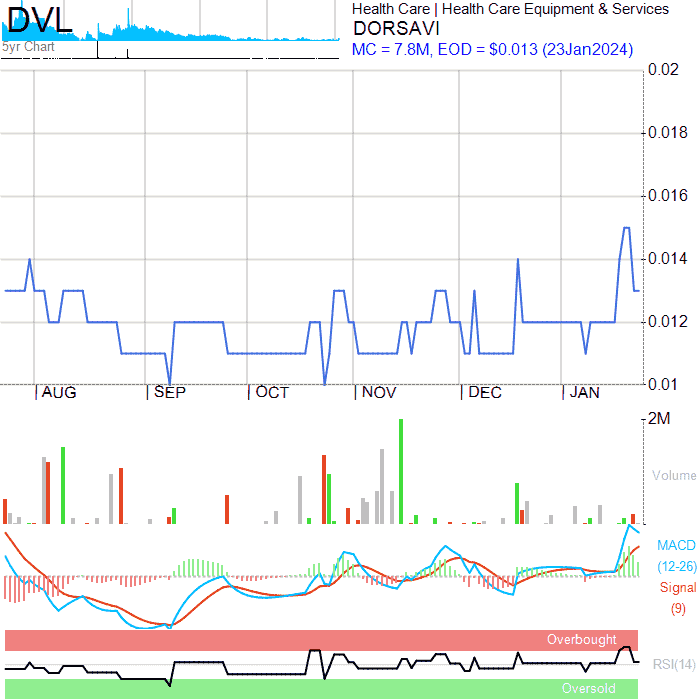 DVL
5yr Chart
Health Care | Health Care Equipment & Services
DORSAVI
MC = 7.8M, EOD = $0.013 (23Jan2024)
0.02
0.018
0.016
0.014
0.012
0.01
AUG SEP OCT NOV DEC JAN
2M
Volume
MACD
(12-26)
Signal
(9)
Overbought
RSI(14)
Oversold